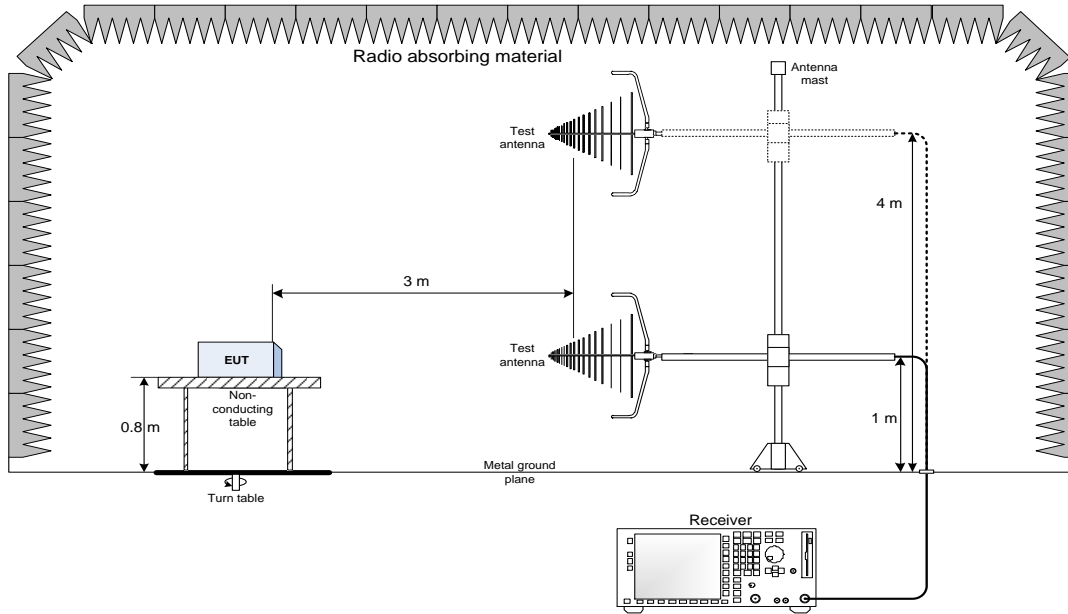 Radio absorbing material
Antenna
mast
Test
antenna
4 m
3 m
Test
antenna
EUT
Non-
conducting
table
0.8 m
1 m
Metal ground
plane
Turn table
Receiver